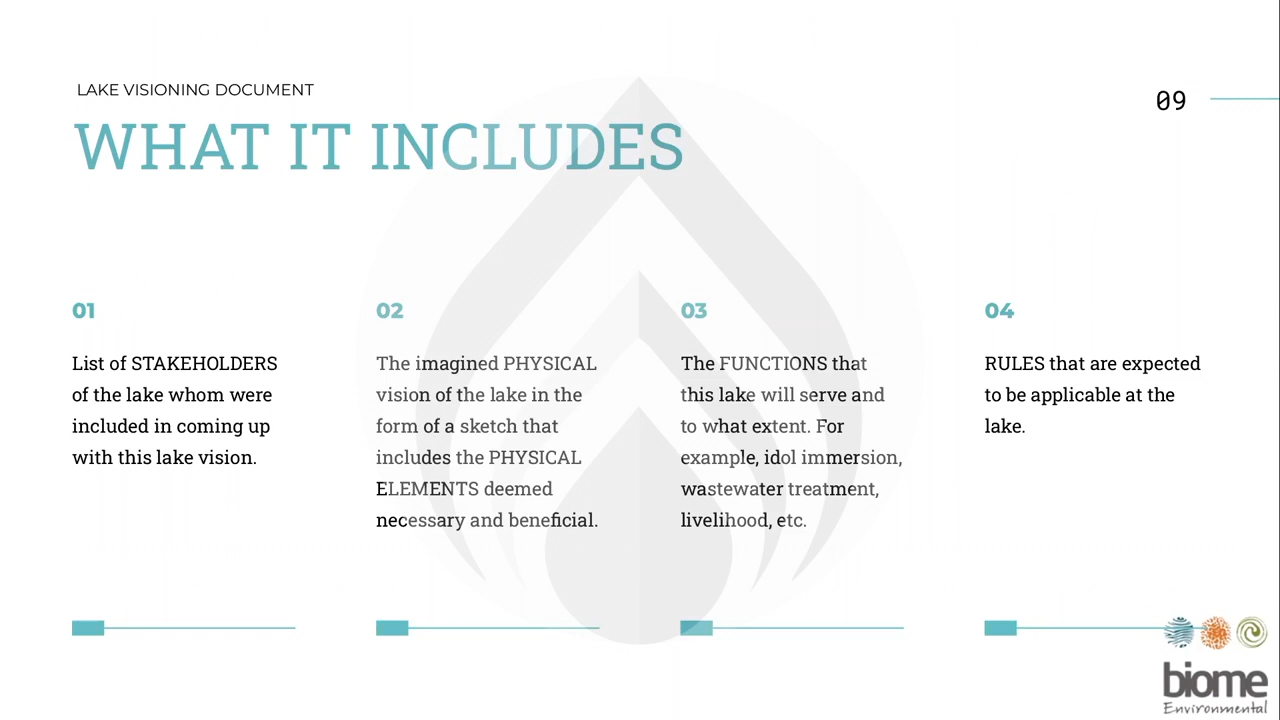 LAKE VISIONING DOCUMENT
09
WHAT IT INCLUDES
01
List of STAKEHOLDERS
of the lake whom were
included in coming up
with this lake vision.
02
The imagined PHYSICAL
vision of the lake in the
form of a sketch that
includes the PHYSICAL
ELEMENTS deemed
necessary and beneficial.
03
The FUNCTIONS that
this lake will serve and
to what extent. For
example, idol immersion,
wastewater treatment,
livelihood, etc.
04
RULES that are expected
to be applicable at the
lake.
biome
Environmental